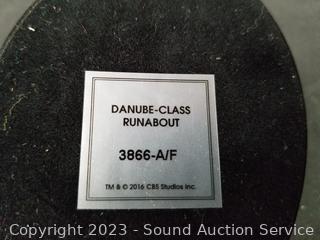 DANUBE-CLASS
RUNABOUT
3866-A/F
TM & © 2016 CBS Studios Inc.
Copyright 2023 - Sound Auction Service